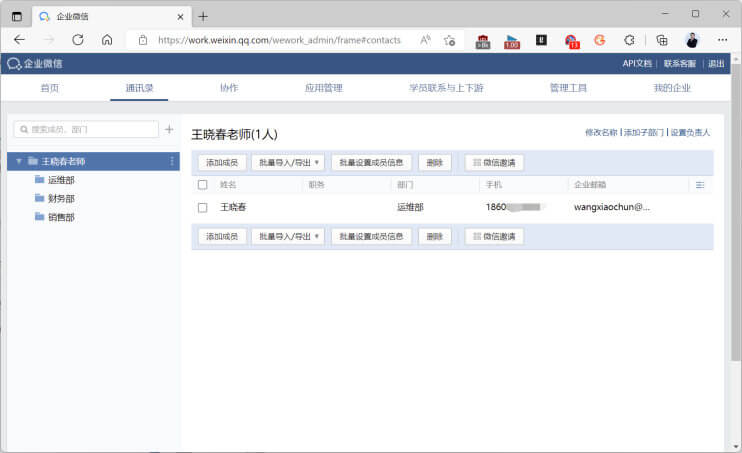 企业微信
https://work.weixin.qq.com/wework_admin/frame#contacts
>8k
1.00
13
企业微信
API文档 | 联系客服 | 退出
首页 通讯录 协作 应用管理 学员联系与上下游 管理工具 我的企业
搜索成员、部门
王晓春老师(1人)
修改名称 | 添加子部门 | 设置负责人
王晓春老师
运维部
财务部
销售部
添加成员 批量导入/导出 批量设置成员信息 删除 微信邀请
姓名 职务 部门 手机 企业邮箱
王晓春 运维部 1860 wangxiaochun@...
添加成员 批量导入/导出 批量设置成员信息 删除 微信邀请